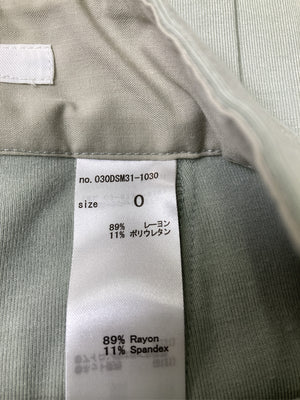 no. 030DSM31-1030
size 0
89% レーヨン
11% ポリウレタン
89% Rayon
11% Spandex